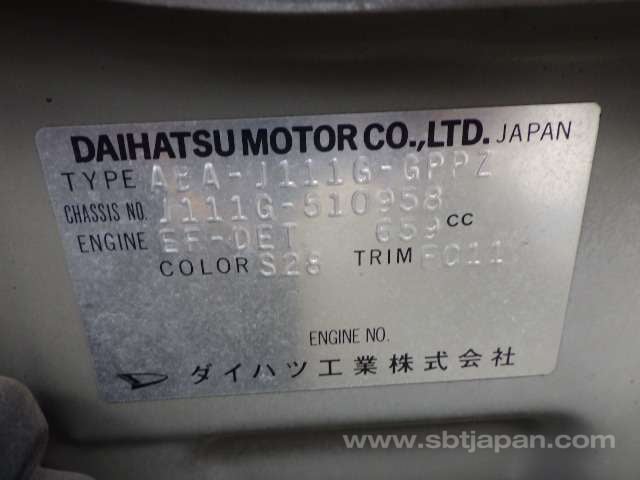 DAIHATSU MOTOR CO., LTD. JAPAN
TYPE ABA-J111G-GPPZ
CHASSIS NO. J111G-510958
ENGINE EF-DET 659 CC
COLOR S28 TRIM FC11
ENGINE NO.
ダイハツ工業株式会社
www.sbtjapan.com